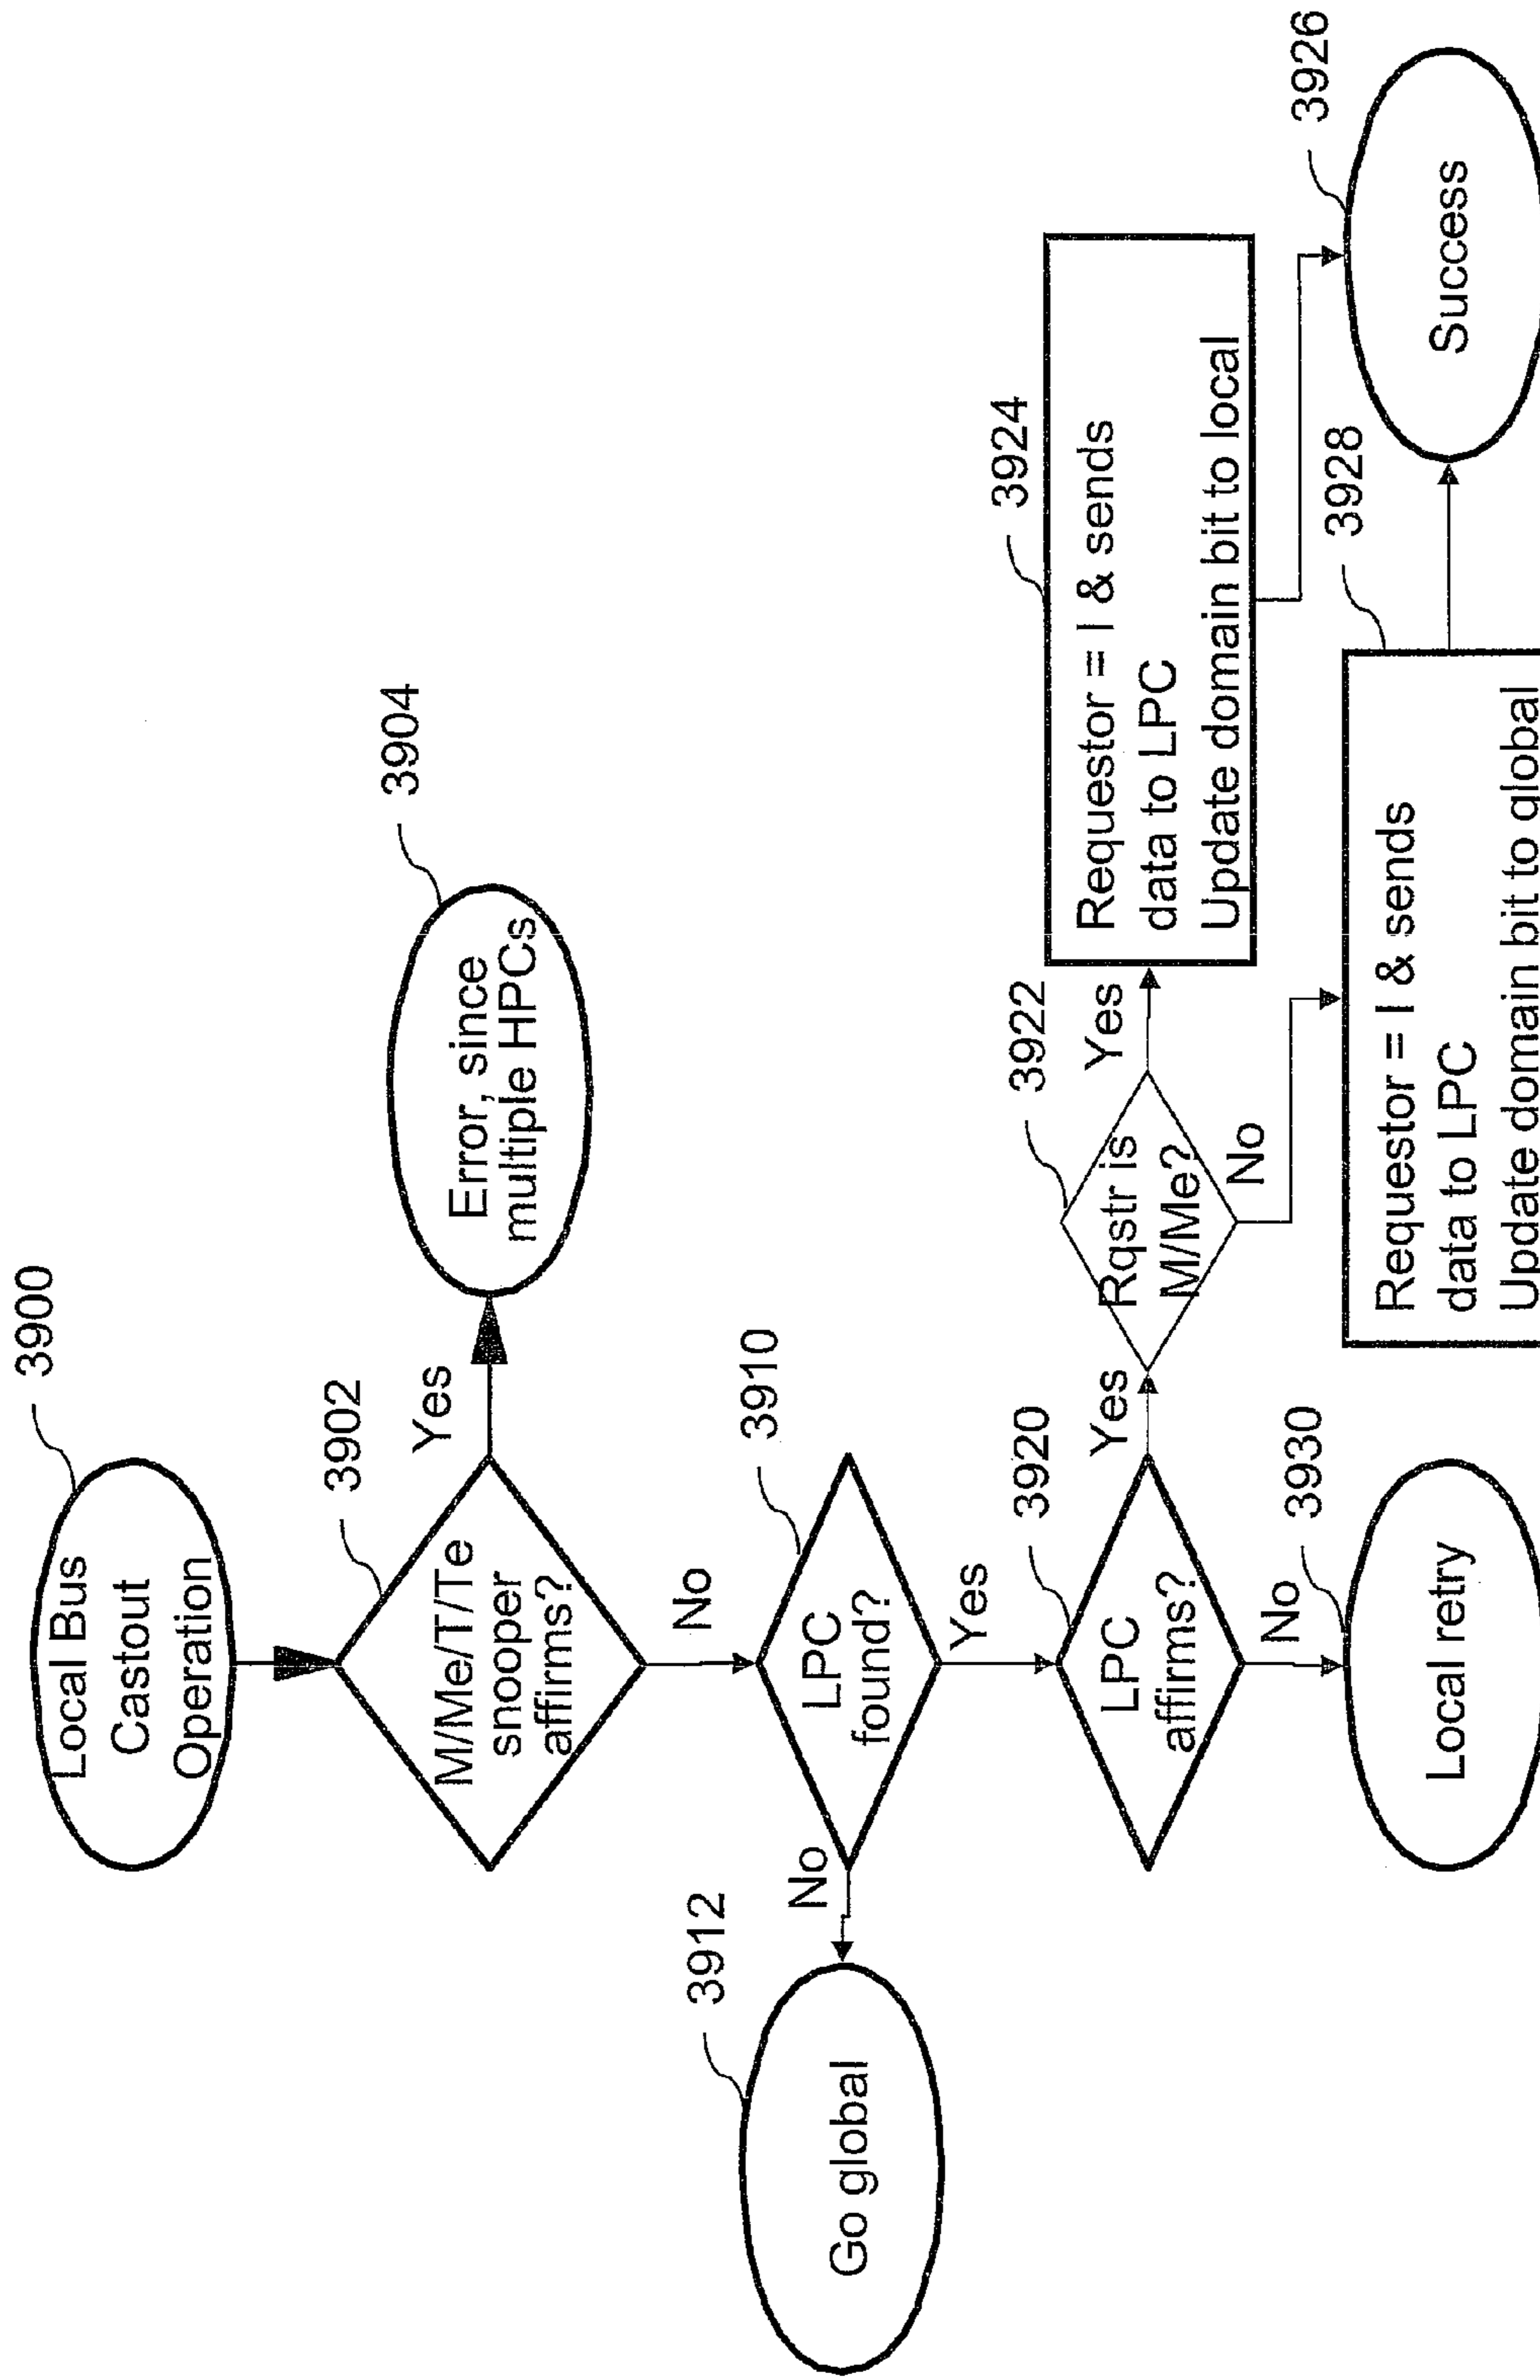 3900
Local Bus
Castout
Operation
3902
M/Me/T/Te
snooper
affirms?
Yes
3904
Error, since
multiple HPCs
No
3910
LPC
found?
No
3912
Go global
Yes
3920
LPC
affirms?
Yes
3922
Rqstr is
M/Me?
Yes
3924
Requestor = I & sends
data to LPC
Update domain bit to local
No
3928
Requestor = I & sends
data to LPC
Update domain bit to global
3926
Success
No
3930
Local retry